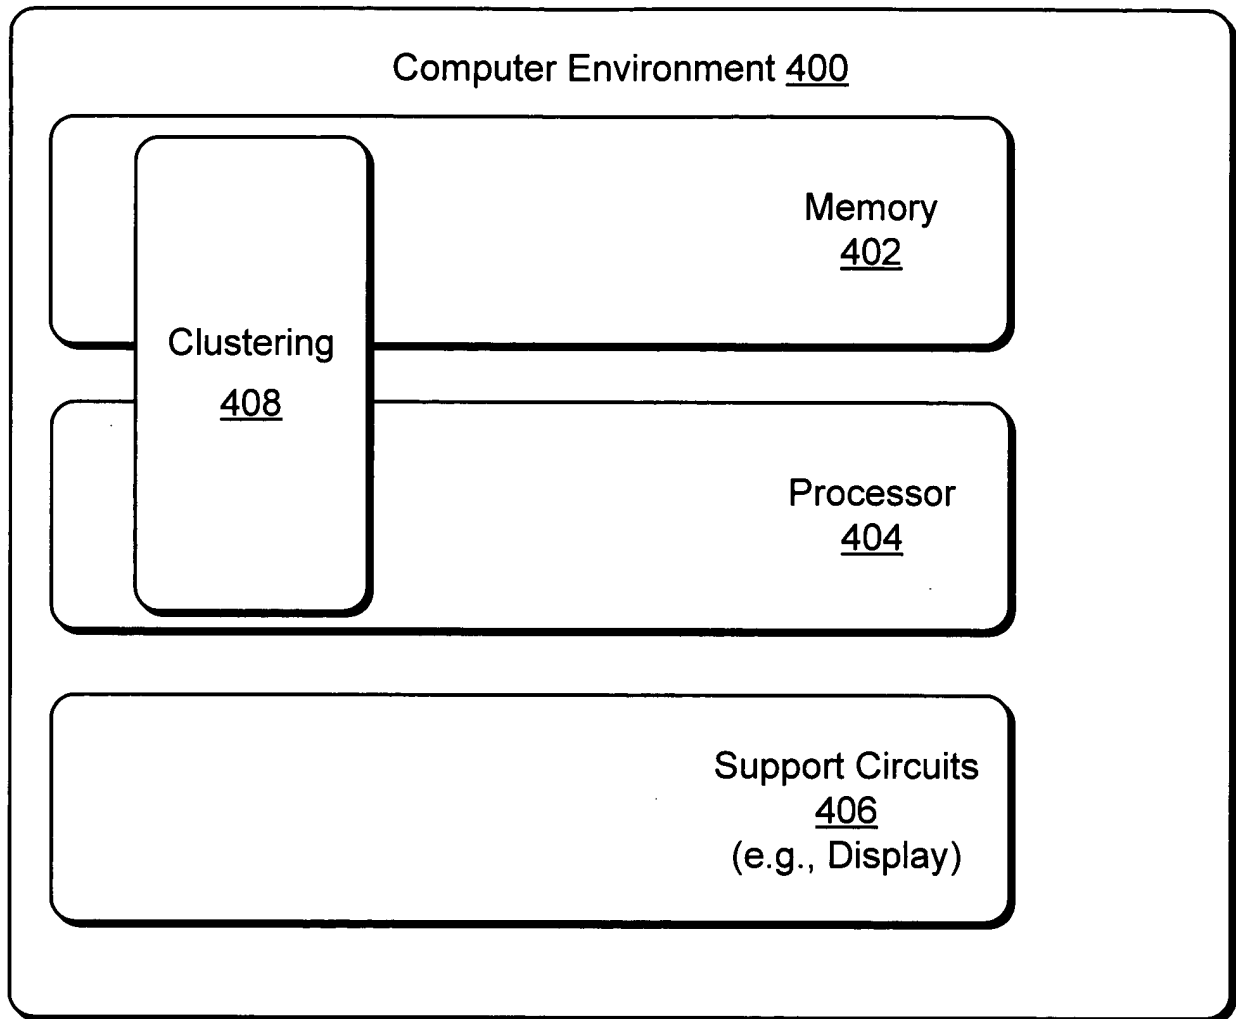 Computer Environment 400
Memory
402
Clustering
408
Processor
404
Support Circuits
406
(e.g., Display)